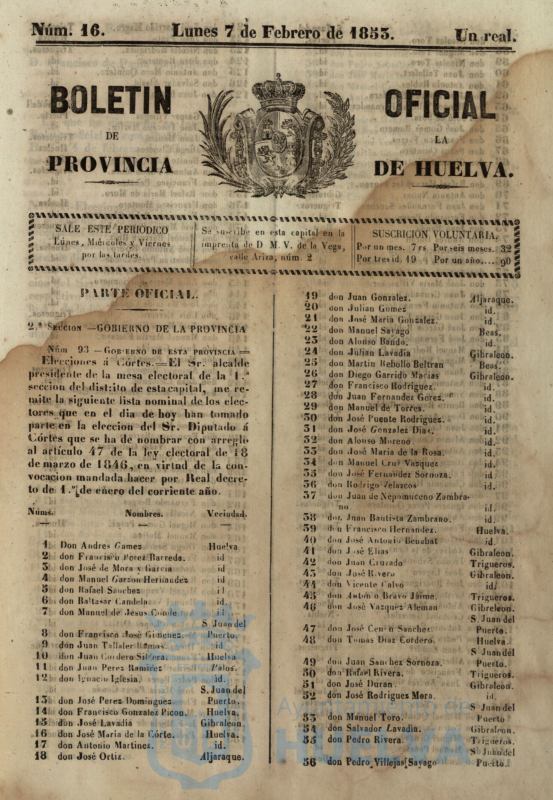 Núm. 16. Lunes 7 de Febrero de 1853. Un real.
BOLETIN OFICIAL
DE LA
PROVINCIA DE HUELVA.
SALE ESTE PERIÓDICO
Lunes, Miércoles y Viernes
por las tardes.
Se suscribe en esta capital en la
imprenta de D M. V. de la Vega,
calle Ariza, núm. 2
SUSCRICION VOLUNTARIA.
Por un mes. 7 rs Por seis meses. 32
Por tres id. 19 Por un año.... 90
PARTE OFICIAL.
2.ª SECCION —GOBIERNO DE LA PROVINCIA
Núm 93 —GOBIERNO DE ESTA PROVINCIA=
Elecciones á Córtes.=El Sr. alcalde
presidente de la mesa electoral de la 1.ª
seccion del distrito de esta capital, me re-
mite la siguiente lista nominal de los elec-
tores que en el dia de hoy han tomado
parte en la eleccion del Sr. Diputado á
Córtes que se ha de nombrar con arreglo
al artículo 47 de la ley electoral de 18
de marzo de 1846, en virtud de la con-
vocacion mandada hacer por Real decre-
to de 1.º de enero del corriente año.
Núms. Nombres. Vecindad.
1 Don Andres Gamez Huelva
2 don Francisco Perez Barreda. id
3 don José de Mora y Garcia id
4 don Manuel Garzon Hernandez id
5 don Rafael Sanchez id
6 don Baltasar Candela id
7 don Manuel de Jesus Conde id
S Juan del
8 don Francisco José Gimenez. Puerto.
9 don Juan Tallafer id.
10 don Juan Cordero Huelva
11 don Juan Perez Ramirez Palos.
12 don Ignacio Iglesia. id.
S. Juan del
13 don José Perez Dominguez Puerto
14 don Francisco Gonzalez Picon. Huelva
15 don José Lavadia Gibraleon
16 don José Maria de la Córte. Huelva.
17 don Antonio Martinez. id.
18 don José Ortiz. Aljaraque.
19 don Juan Gonzalez. Aljaraque.
20 don Julian Gomez id.
21 don José Maria Gonzalez. id.
22 don Manuel Sayago Beas
23 don Alonso Bando. id.
24 don Julian Lavadia Gibraleon.
25 don Martin Rebollo Beltran Beas.
26 don Diego Garrido Macias Gibraleon.
27 don Francisco Rodriguez. id.
28 don Juan Fernandez Gorez. id.
29 don Manuel de Torres. id.
30 don José Puente Rodriguez. id.
31 don José Gonzalez Dias. id.
32 don Alonso Moreno id.
33 don José Maria de la Rosa. id.
34 don Manuel Cruz Vazquez id.
35 don José Fernandez Sornoza. id.
36 don Rodrigo Velazcos id.
37 don Juan de Nepomuceno Zambra-
no id.
38 don Juan Bautista Zambrano. id.
39 don Francisco Hernandez. Huelva.
40 don José Antonio id.
41 don José Elias Gibraleon.
42 don Juan Cruzado Trigueros.
43 don José Rivero Gibraleon.
44 don Vicente Calvo id.
45 don Antonio Bravo Jaime. Trigueros.
46 don José Vazquez Aleman Gibraleon.
S Juan del
47 don José Cenó Sanchez Puerto.
48 don Tomas Diaz Cordero. Huelva.
S Juan del
49 don Juan Sanchez Sornoza. Puerto.
50 don Rafael Rivera. Trigueros.
51 don José Duran Gibraleon.
52 don José Rodriguez Mora. Huelva.
S Juan del
53 don Manuel Toro. Puerto
54 don Salvador Lavadia. Gibraleon.
55 don Pedro Rivera. Trigueros.
S Juan del
56 don Pedro Villejas Sayago Puerto.
Ayuntamiento de
HUELVA